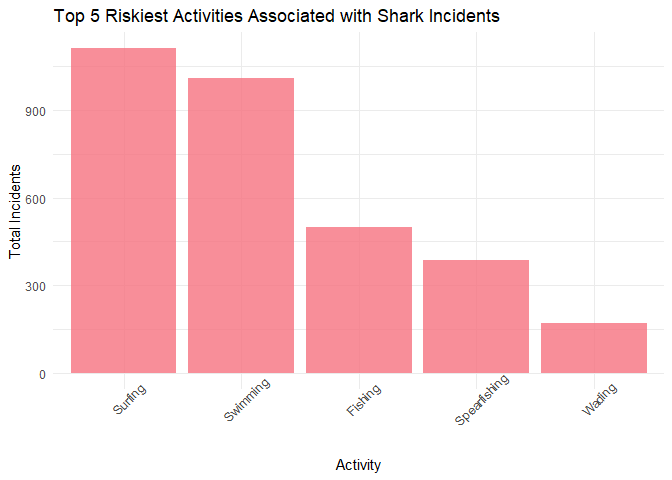 Top 5 Riskiest Activities Associated with Shark Incidents
Total Incidents
900
600
300
0
Surfing
Swimming
Fishing
Spearfishing
Wading
Activity